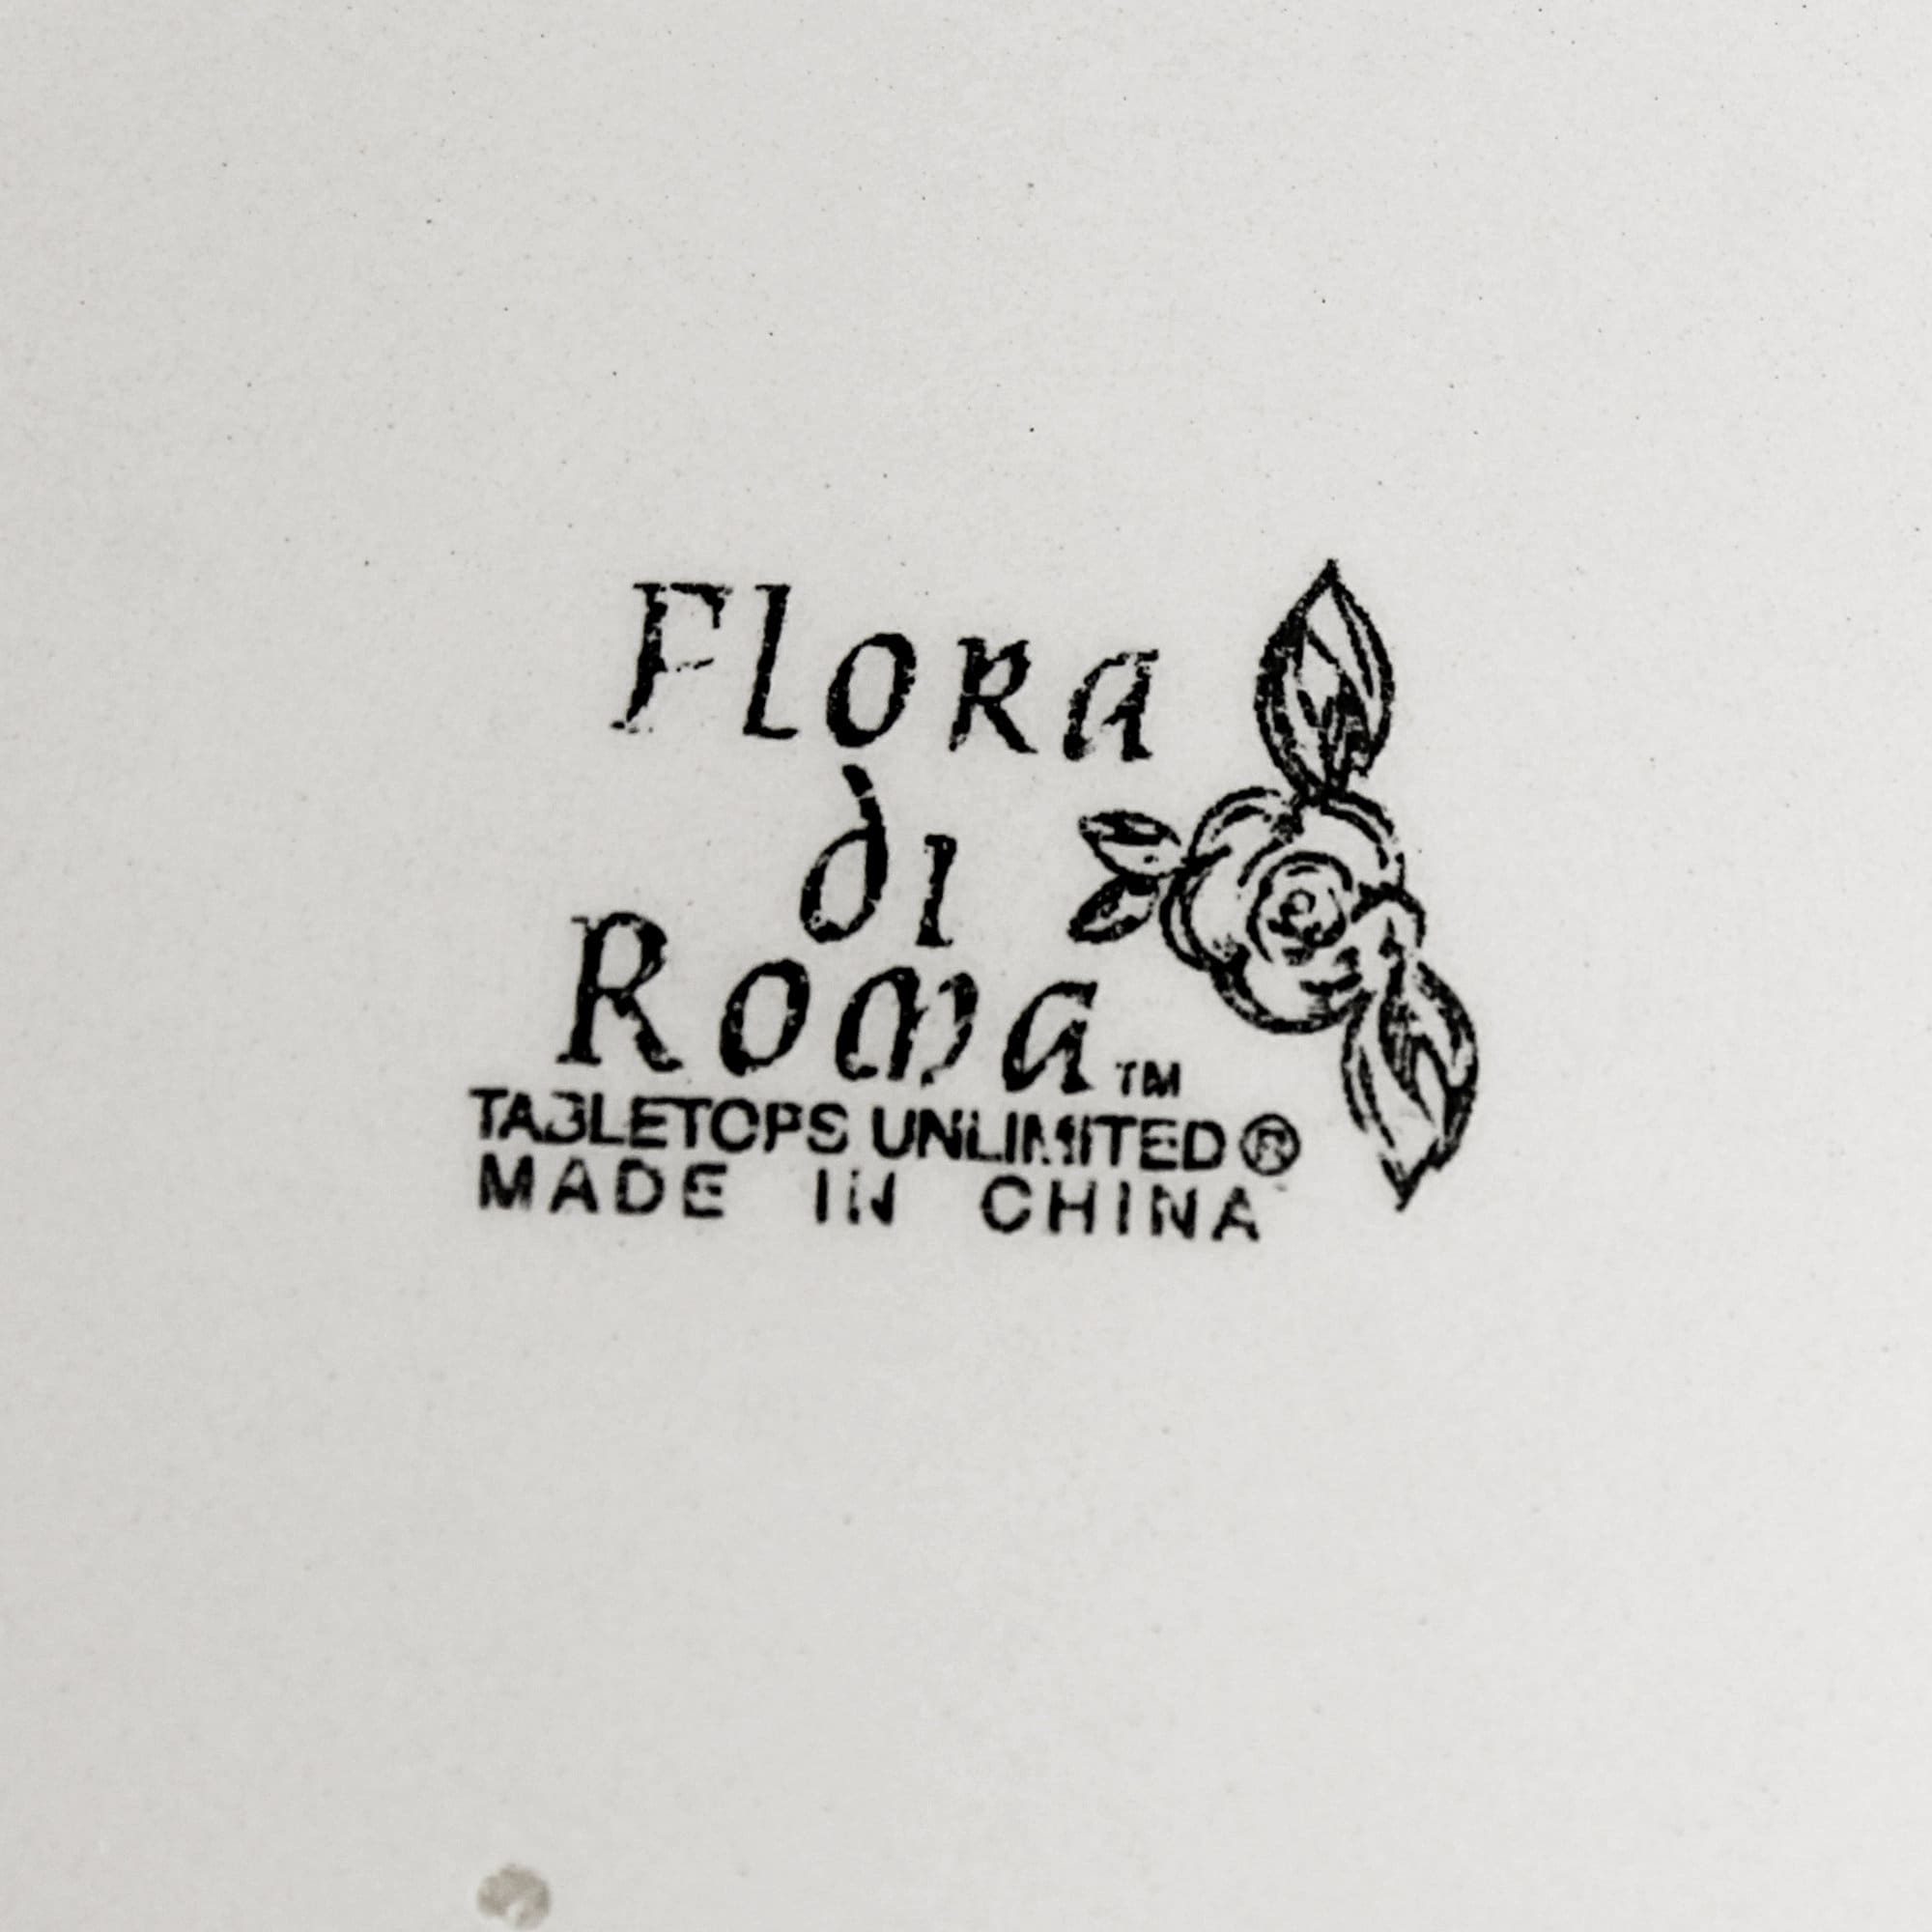 Flora
di
Roma™
TABLETOPS UNLIMITED®
MADE IN CHINA